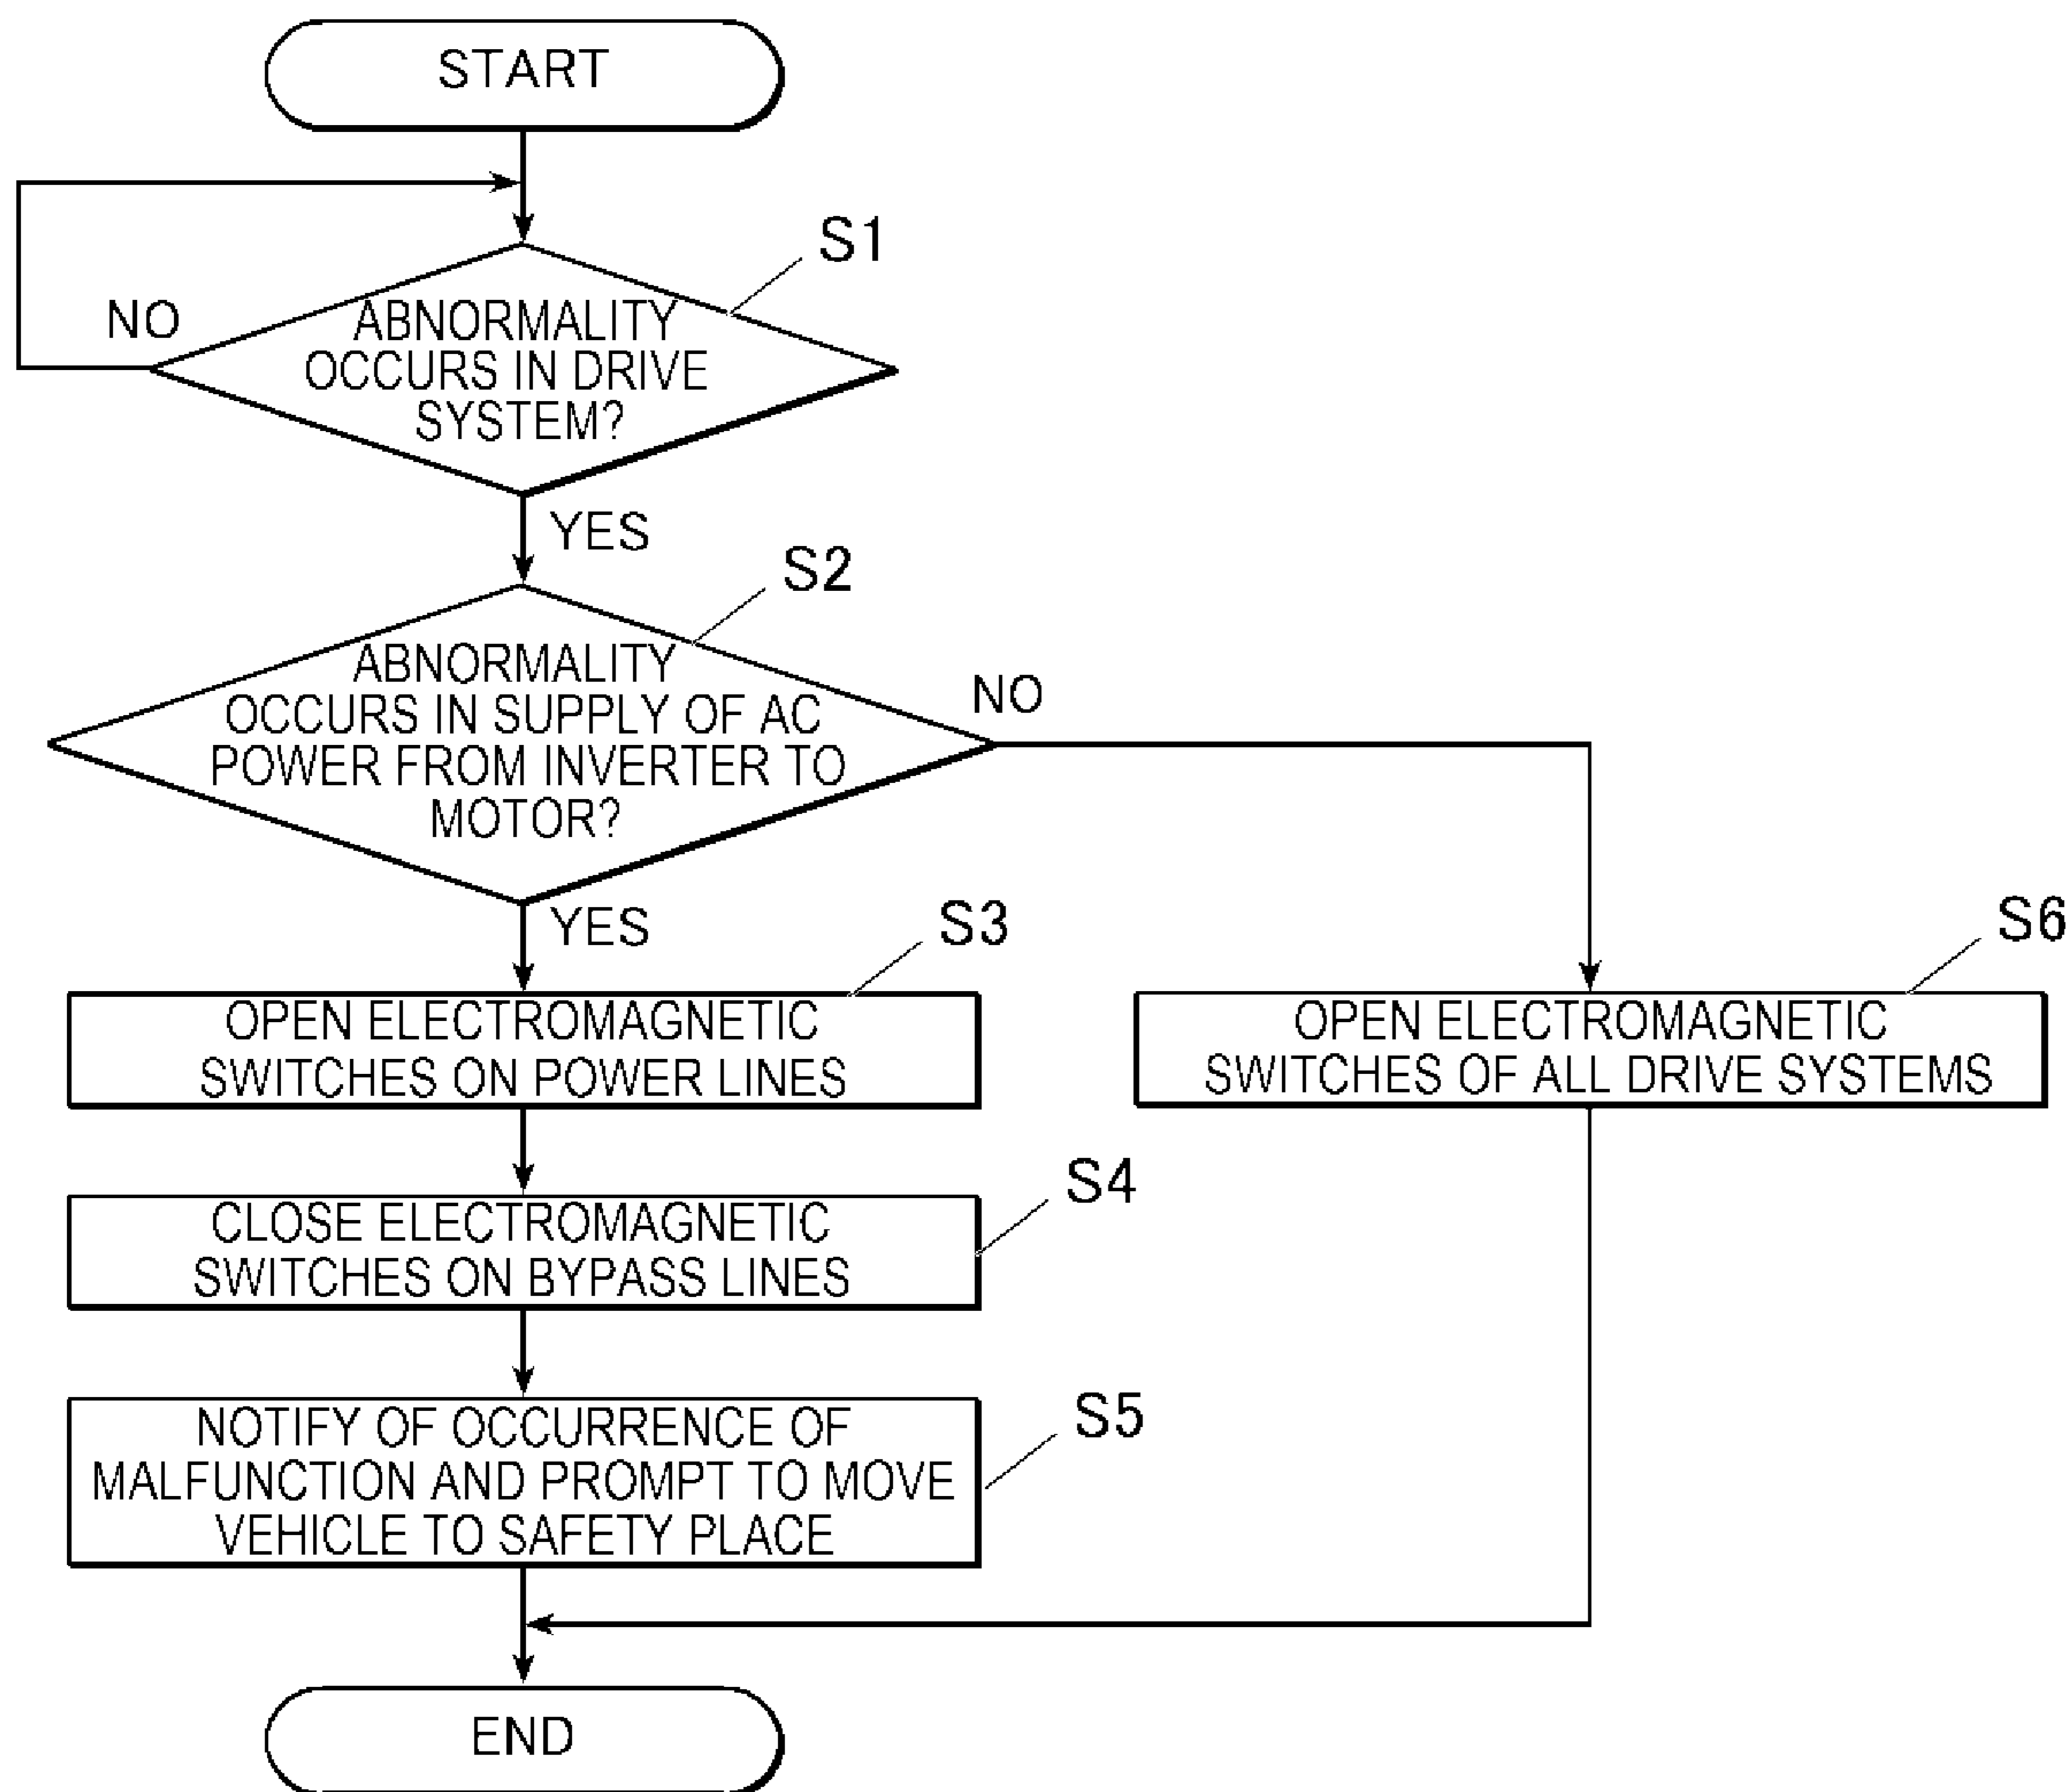 START
S1
NO
ABNORMALITY
OCCURS IN DRIVE
SYSTEM?
YES
S2
ABNORMALITY
OCCURS IN SUPPLY OF AC
POWER FROM INVERTER TO
MOTOR?
NO
YES
S3
OPEN ELECTROMAGNETIC
SWITCHES ON POWER LINES
S6
OPEN ELECTROMAGNETIC
SWITCHES OF ALL DRIVE SYSTEMS
S4
CLOSE ELECTROMAGNETIC
SWITCHES ON BYPASS LINES
S5
NOTIFY OF OCCURRENCE OF
MALFUNCTION AND PROMPT TO MOVE
VEHICLE TO SAFETY PLACE
END